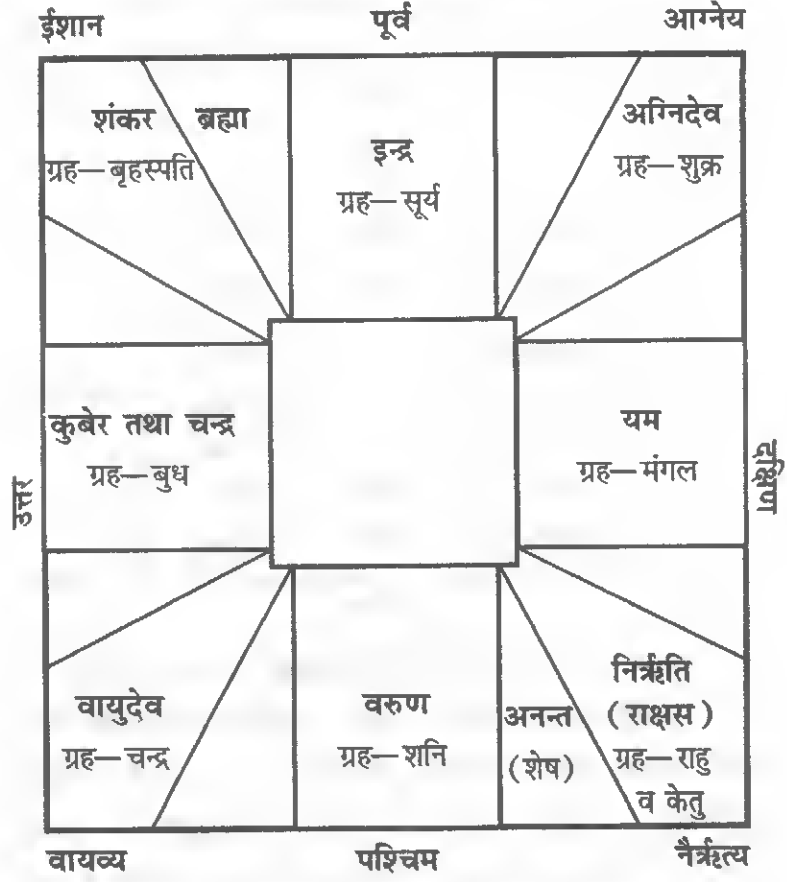 ईशान पूर्व आग्नेय
शंकर ब्रह्मा
ग्रह—बृहस्पति
इन्द्र
ग्रह—सूर्य
अग्निदेव
ग्रह—शुक्र
कुबेर तथा चन्द्र
ग्रह—बुध
यम
ग्रह—मंगल
उत्तर
दक्षिण
वायुदेव
ग्रह—चन्द्र
वरुण
ग्रह—शनि
अनन्त
(शेष)
निर्ऋति
(राक्षस)
ग्रह—राहु
व केतु
वायव्य पश्चिम नैर्ऋत्य